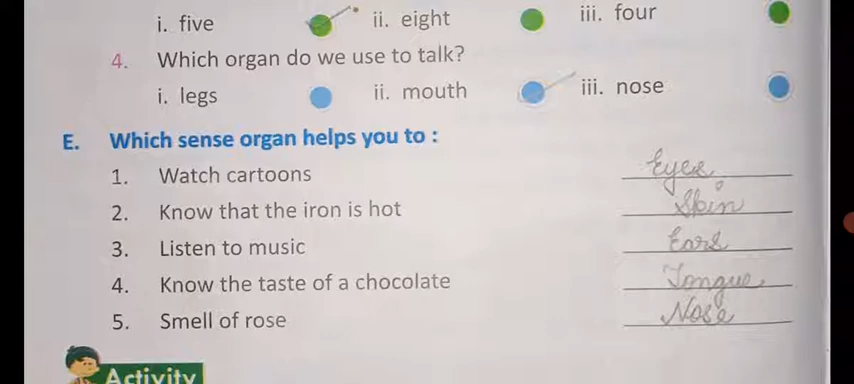 i. five ii. eight iii. four
4. Which organ do we use to talk?
i. legs ii. mouth iii. nose
E. Which sense organ helps you to :
1. Watch cartoons Eyes
2. Know that the iron is hot Skin
3. Listen to music Ears
4. Know the taste of a chocolate Tongue
5. Smell of rose Nose
Activity